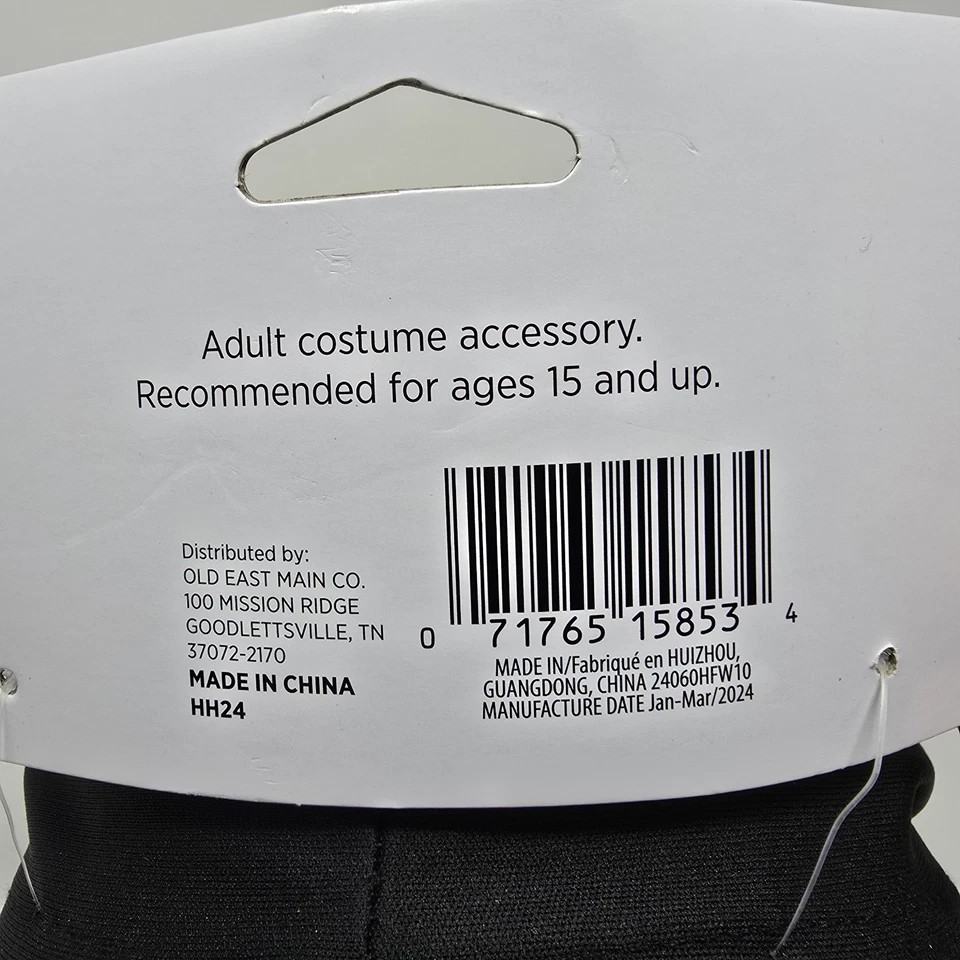 Adult costume accessory.
Recommended for ages 15 and up.
Distributed by:
OLD EAST MAIN CO.
100 MISSION RIDGE
GOODLETTSVILLE, TN
37072-2170
MADE IN CHINA
HH24
0 71765 15853 4
MADE IN/Fabriqué en HUIZHOU,
GUANGDONG, CHINA 24060HFW10
MANUFACTURE DATE Jan-Mar/2024